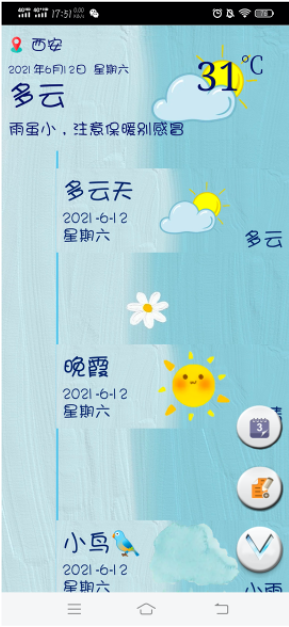 17:51
西安
2021年6月12日 星期六
31℃
多云
雨虽小，注意保暖别感冒
多云天
2021-6-12
星期六
多云
晚霞
2021-6-12
星期六
3
小鸟
2021-6-12
星期六
小雨